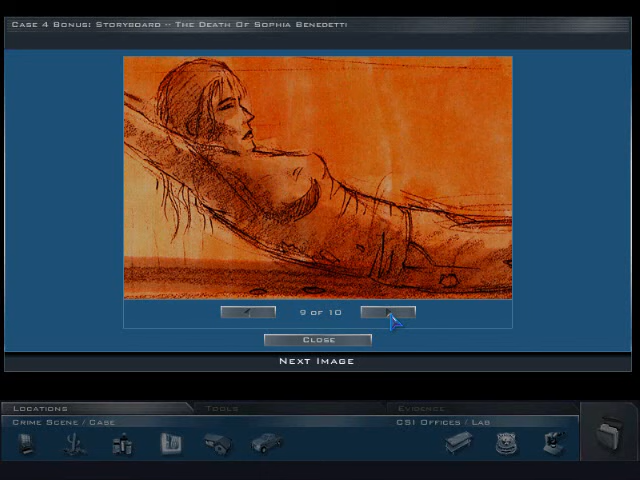 Case 4 Bonus! Storyboard -- The Death Of Sophia Benedetti
9 of 10
Close
Next Image
Locations
Tools
Evidence
Crime Scene / Case
CSI Offices / Lab